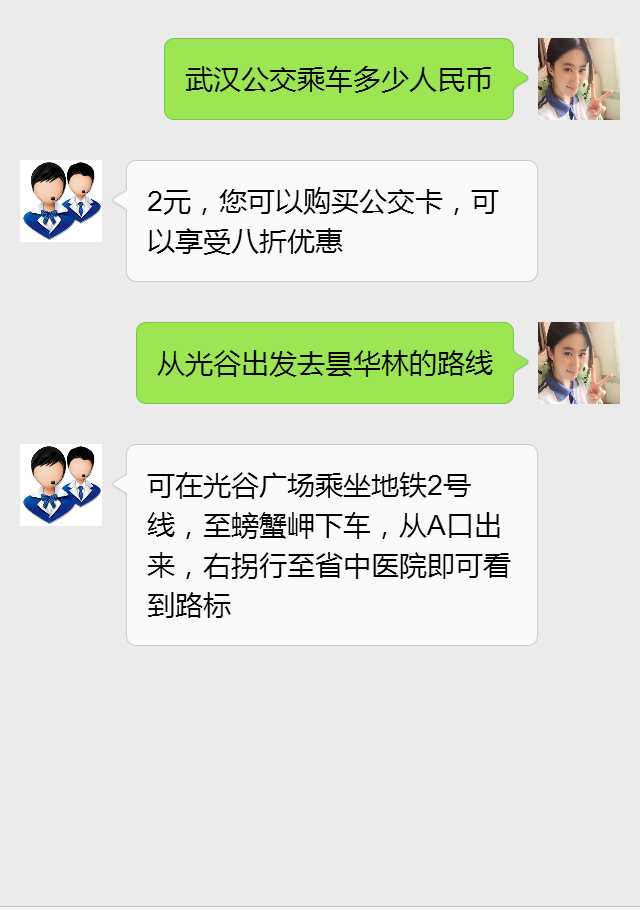 武汉公交乘车多少人民币
2元，您可以购买公交卡，可
以享受八折优惠
从光谷出发去昙华林的路线
可在光谷广场乘坐地铁2号
线，至螃蟹岬下车，从A口出
来，右拐行至省中医院即可看
到路标